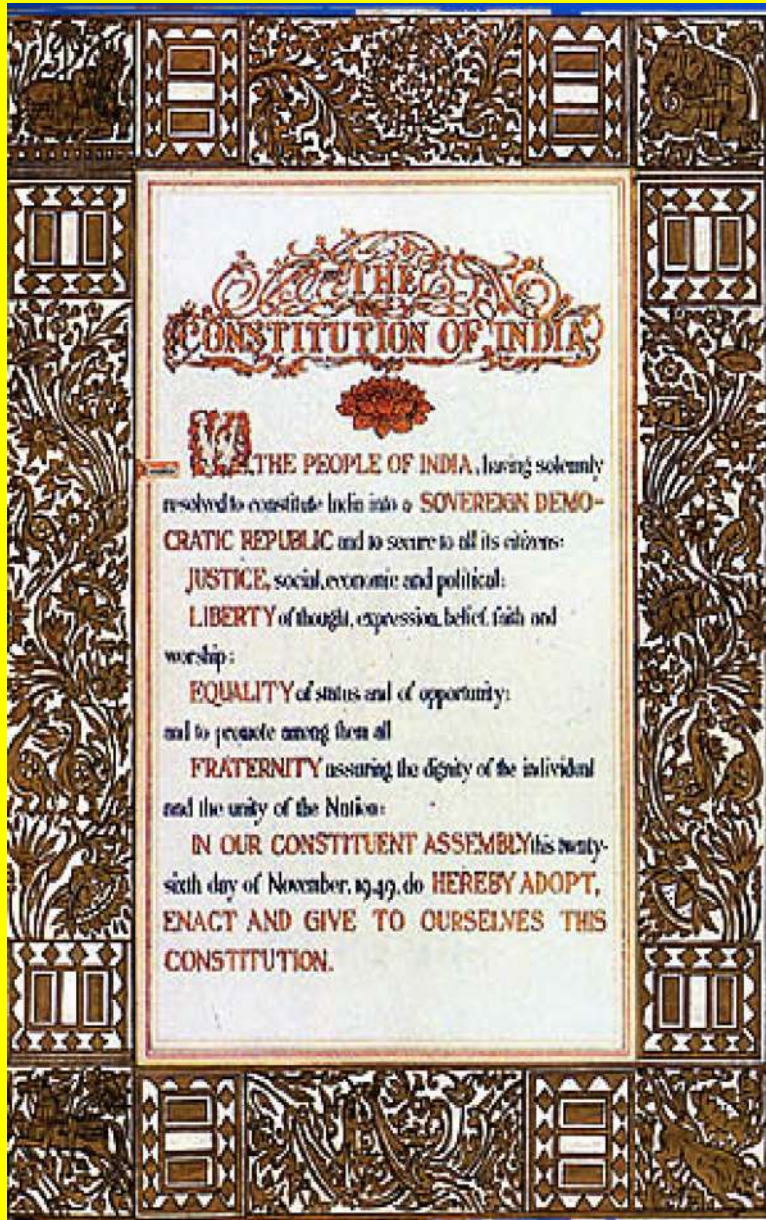 THE
CONSTITUTION OF INDIA
WE, THE PEOPLE OF INDIA, having solemnly
resolved to constitute India into a SOVEREIGN DEMO-
CRATIC REPUBLIC and to secure to all its citizens:
JUSTICE, social, economic and political;
LIBERTY of thought, expression, belief, faith and
worship;
EQUALITY of status and of opportunity;
and to promote among them all
FRATERNITY assuring the dignity of the individual
and the unity of the Nation;
IN OUR CONSTITUENT ASSEMBLY this twenty-
sixth day of November, 1949, do HEREBY ADOPT,
ENACT AND GIVE TO OURSELVES THIS
CONSTITUTION.